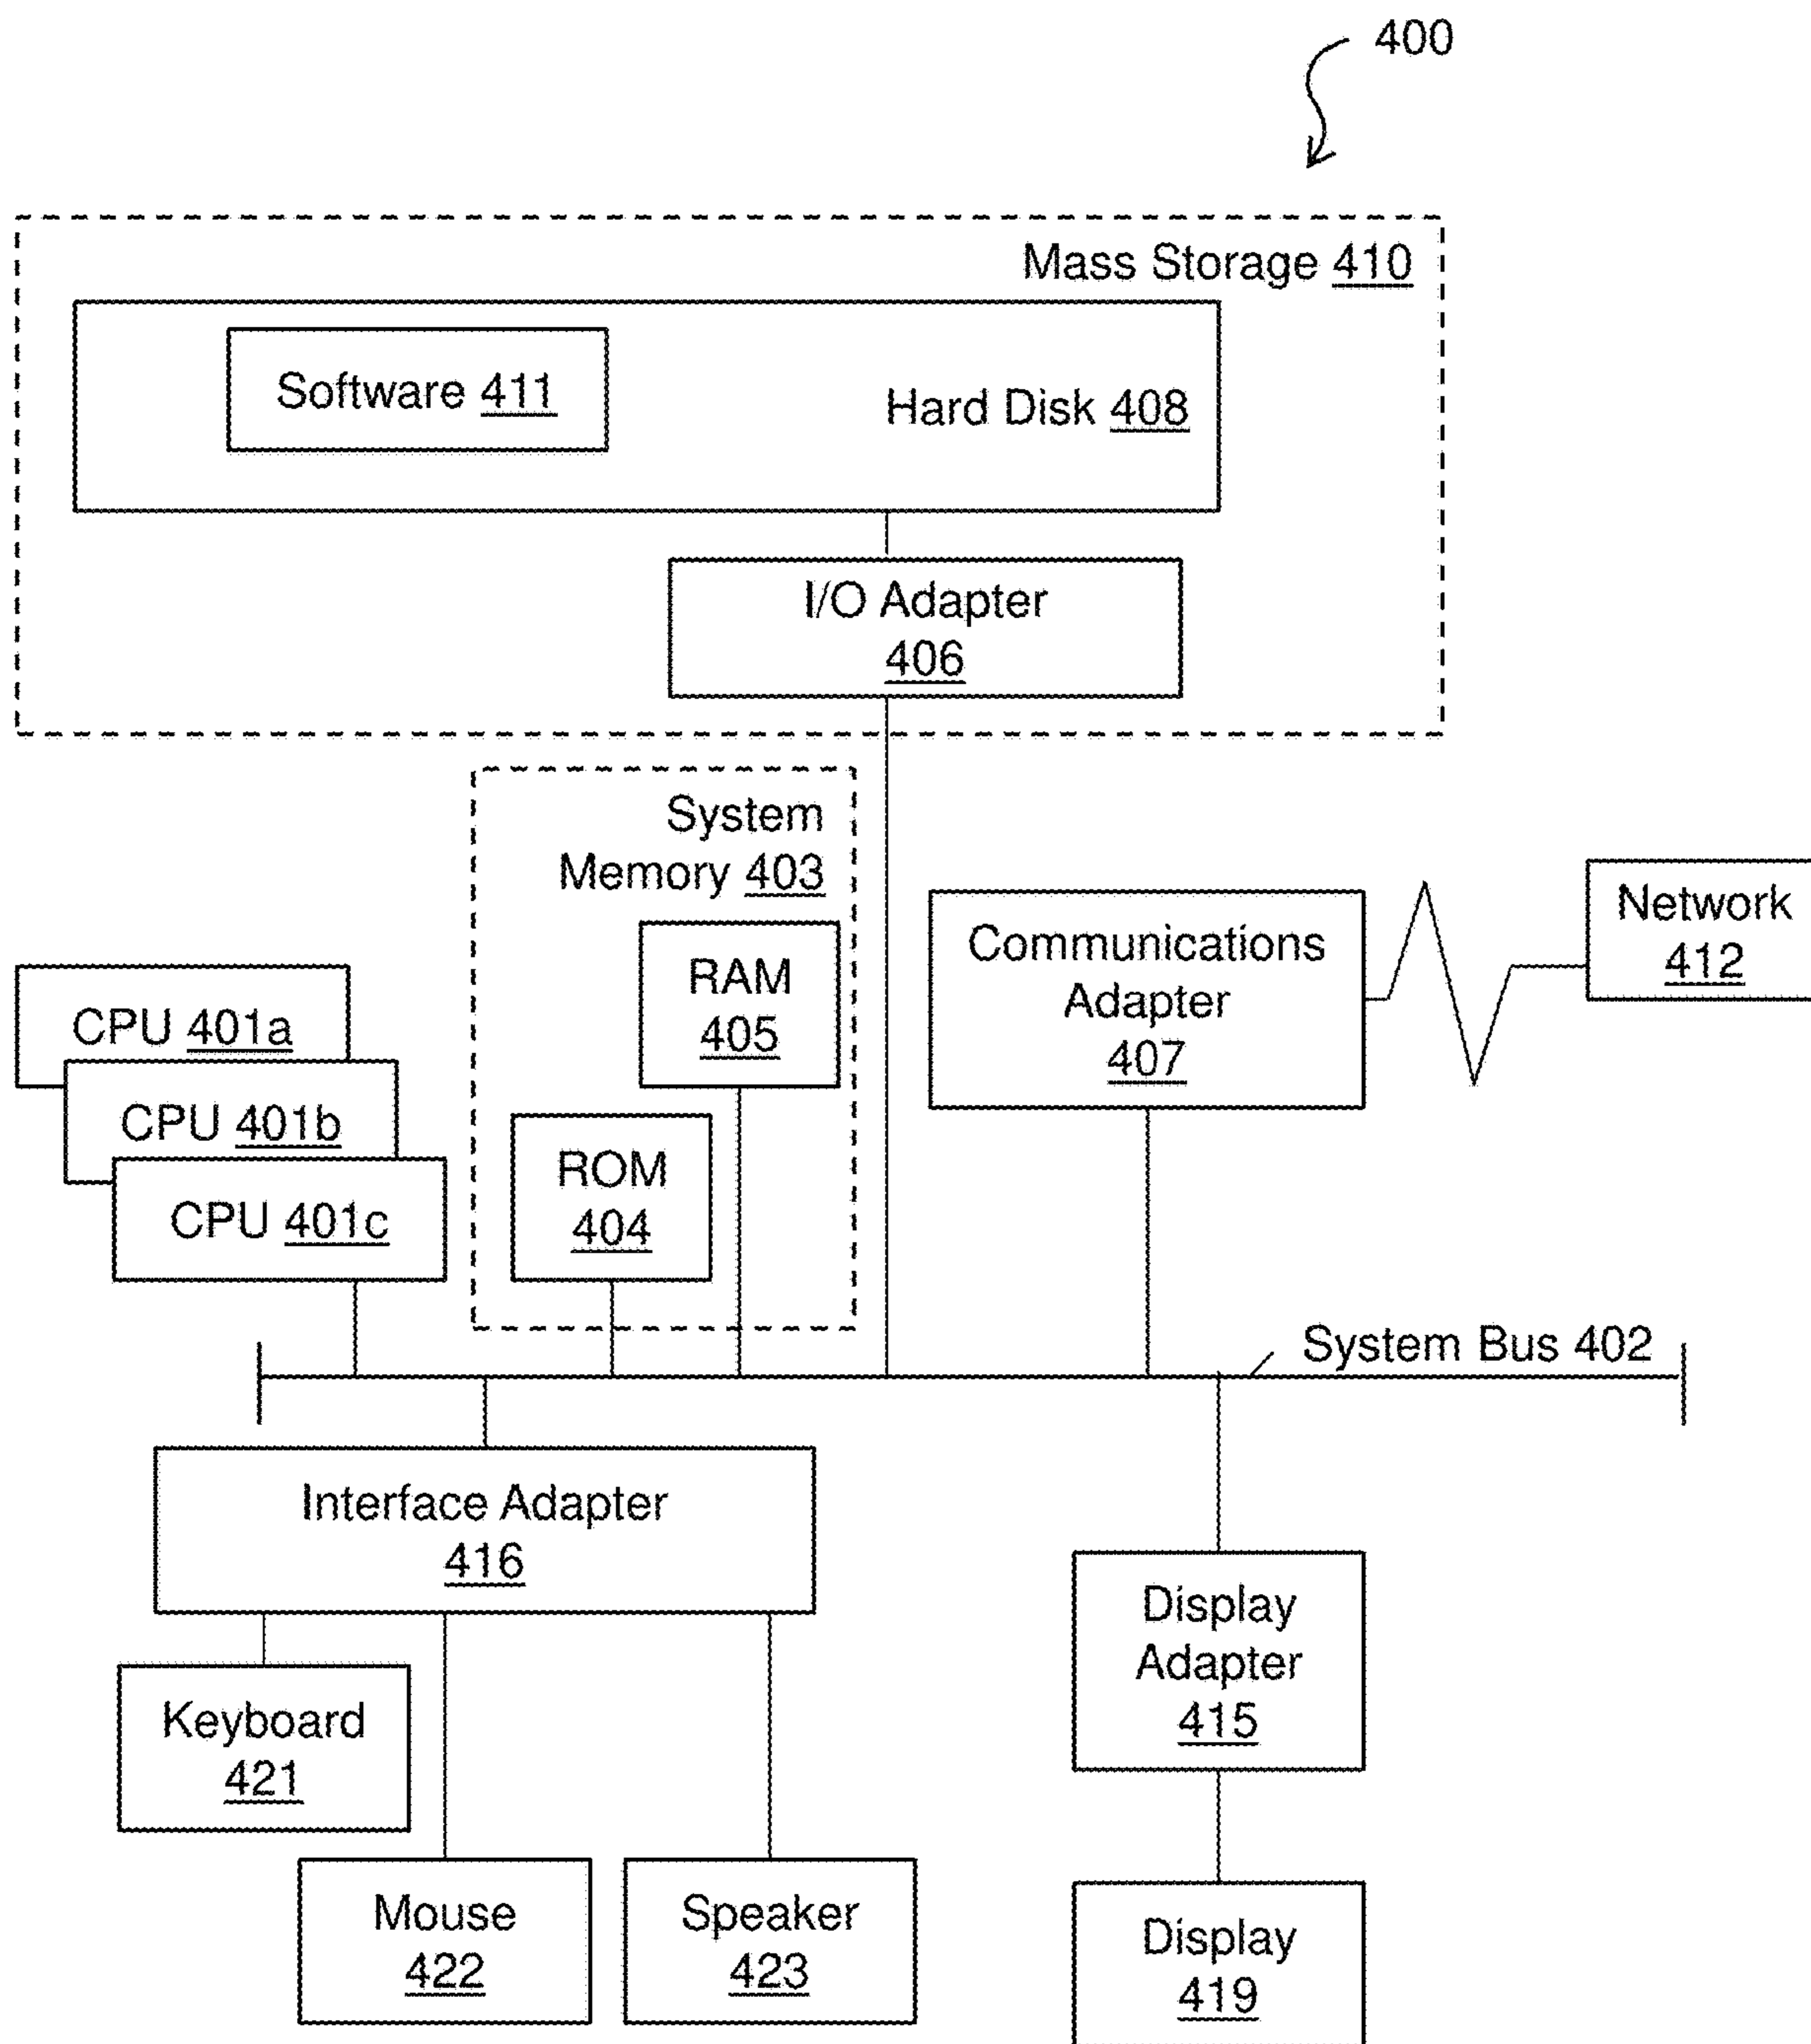 400
Mass Storage 410
Software 411
Hard Disk 408
I/O Adapter
406
System
Memory 403
RAM
405
ROM
404
Communications
Adapter
407
Network
412
CPU 401a
CPU 401b
CPU 401c
System Bus 402
Interface Adapter
416
Keyboard
421
Mouse
422
Speaker
423
Display
Adapter
415
Display
419